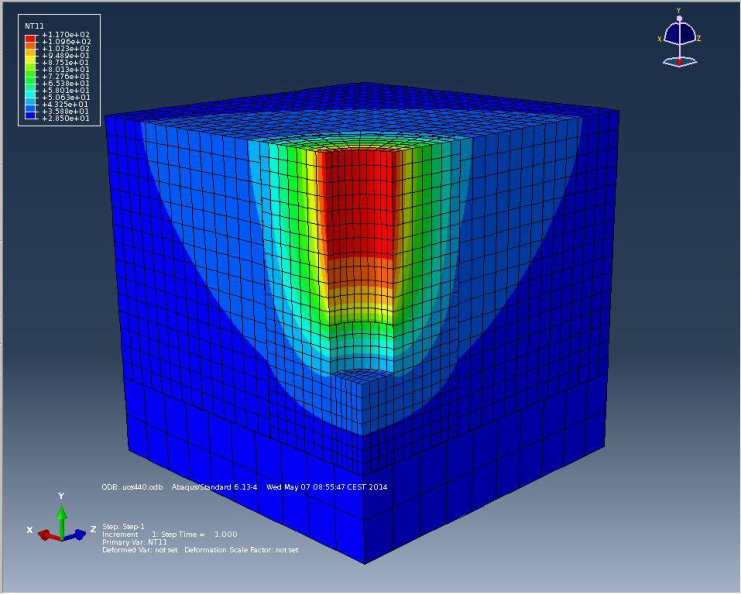 NT11
+1.170e+02
+1.096e+02
+1.023e+02
+9.489e+01
+8.751e+01
+8.013e+01
+7.276e+01
+6.538e+01
+5.801e+01
+5.063e+01
+4.325e+01
+3.588e+01
+2.850e+01
Y
X Z
ODB: uos440.odb Abaqus/Standard 6.13-4 Wed May 07 08:55:47 CEST 2014
Y
X Z
Step: Step-1
Increment 1: Step Time = 1.000
Primary Var: NT11
Deformed Var: not set Deformation Scale Factor: not set